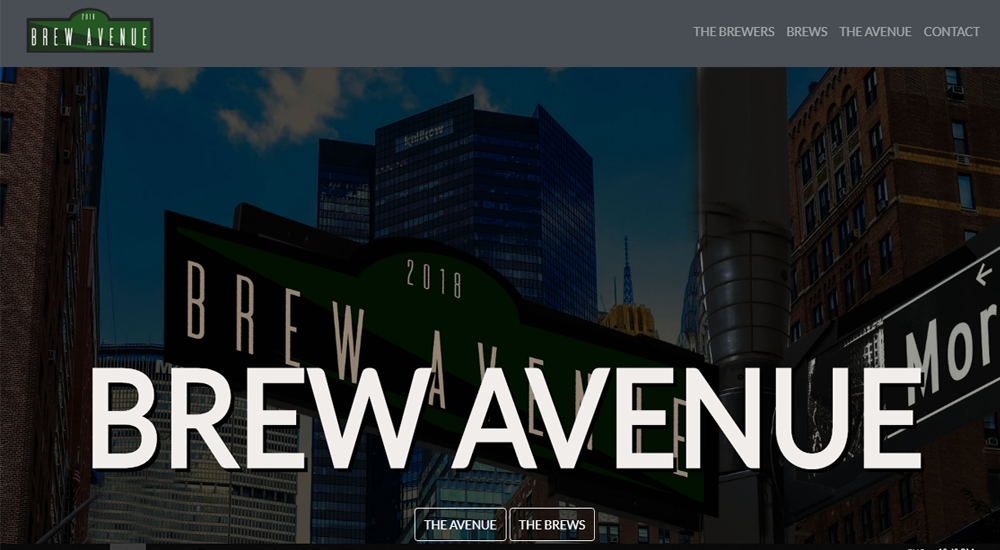 2018
BREW AVENUE
THE BREWERS BREWS THE AVENUE CONTACT
2018
BREW AVENUE
Mor
BREW AVENUE
THE AVENUE THE BREWS